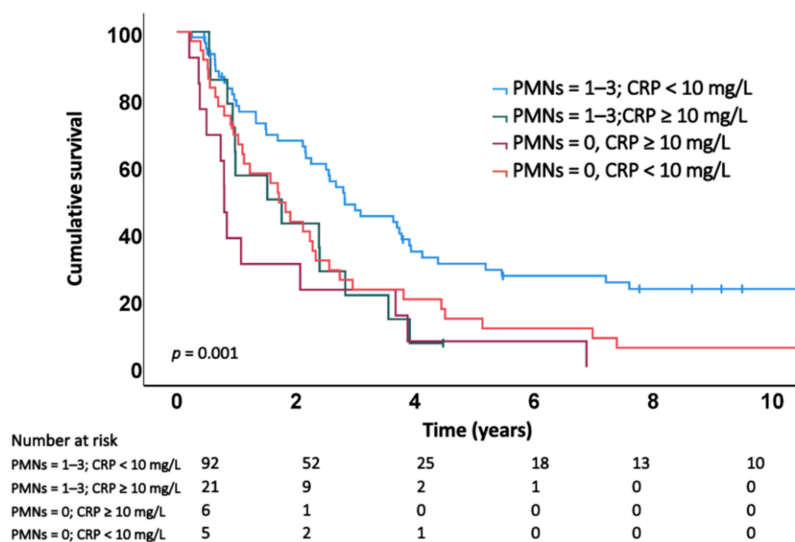 100
80
60
40
20
0
Cumulative survival
PMNs = 1–3; CRP < 10 mg/L
PMNs = 1–3;CRP ≥ 10 mg/L
PMNs = 0, CRP ≥ 10 mg/L
PMNs = 0, CRP < 10 mg/L
p = 0.001
0 2 4 6 8 10
Time (years)
Number at risk
PMNs = 1–3; CRP < 10 mg/L 92 52 25 18 13 10
PMNs = 1–3; CRP ≥ 10 mg/L 21 9 2 1 0 0
PMNs = 0; CRP ≥ 10 mg/L 6 1 0 0 0 0
PMNs = 0; CRP < 10 mg/L 5 2 1 0 0 0